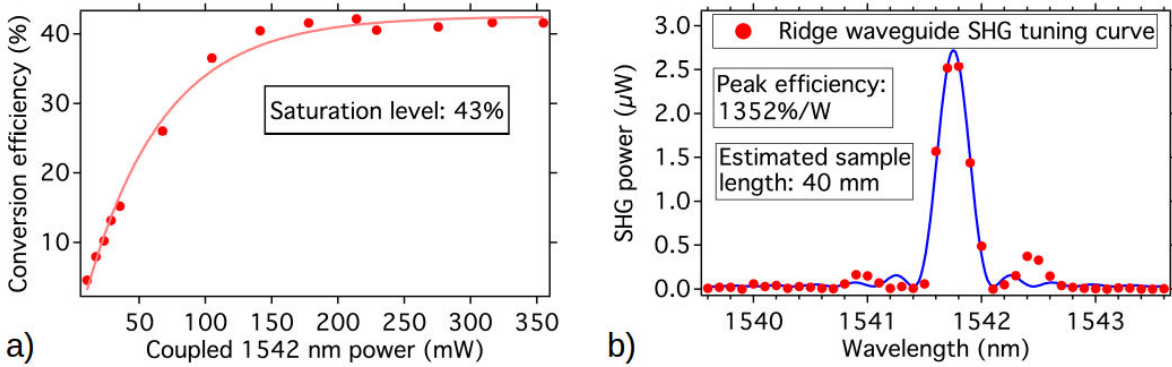 Conversion efficiency (%)
40
30
20
10
Saturation level: 43%
50 100 150 200 250 300 350
Coupled 1542 nm power (mW)
a)
SHG power (µW)
3.0
2.5
2.0
1.5
1.0
0.5
0.0
Ridge waveguide SHG tuning curve
Peak efficiency:
1352%/W
Estimated sample
length: 40 mm
1540 1541 1542 1543
Wavelength (nm)
b)